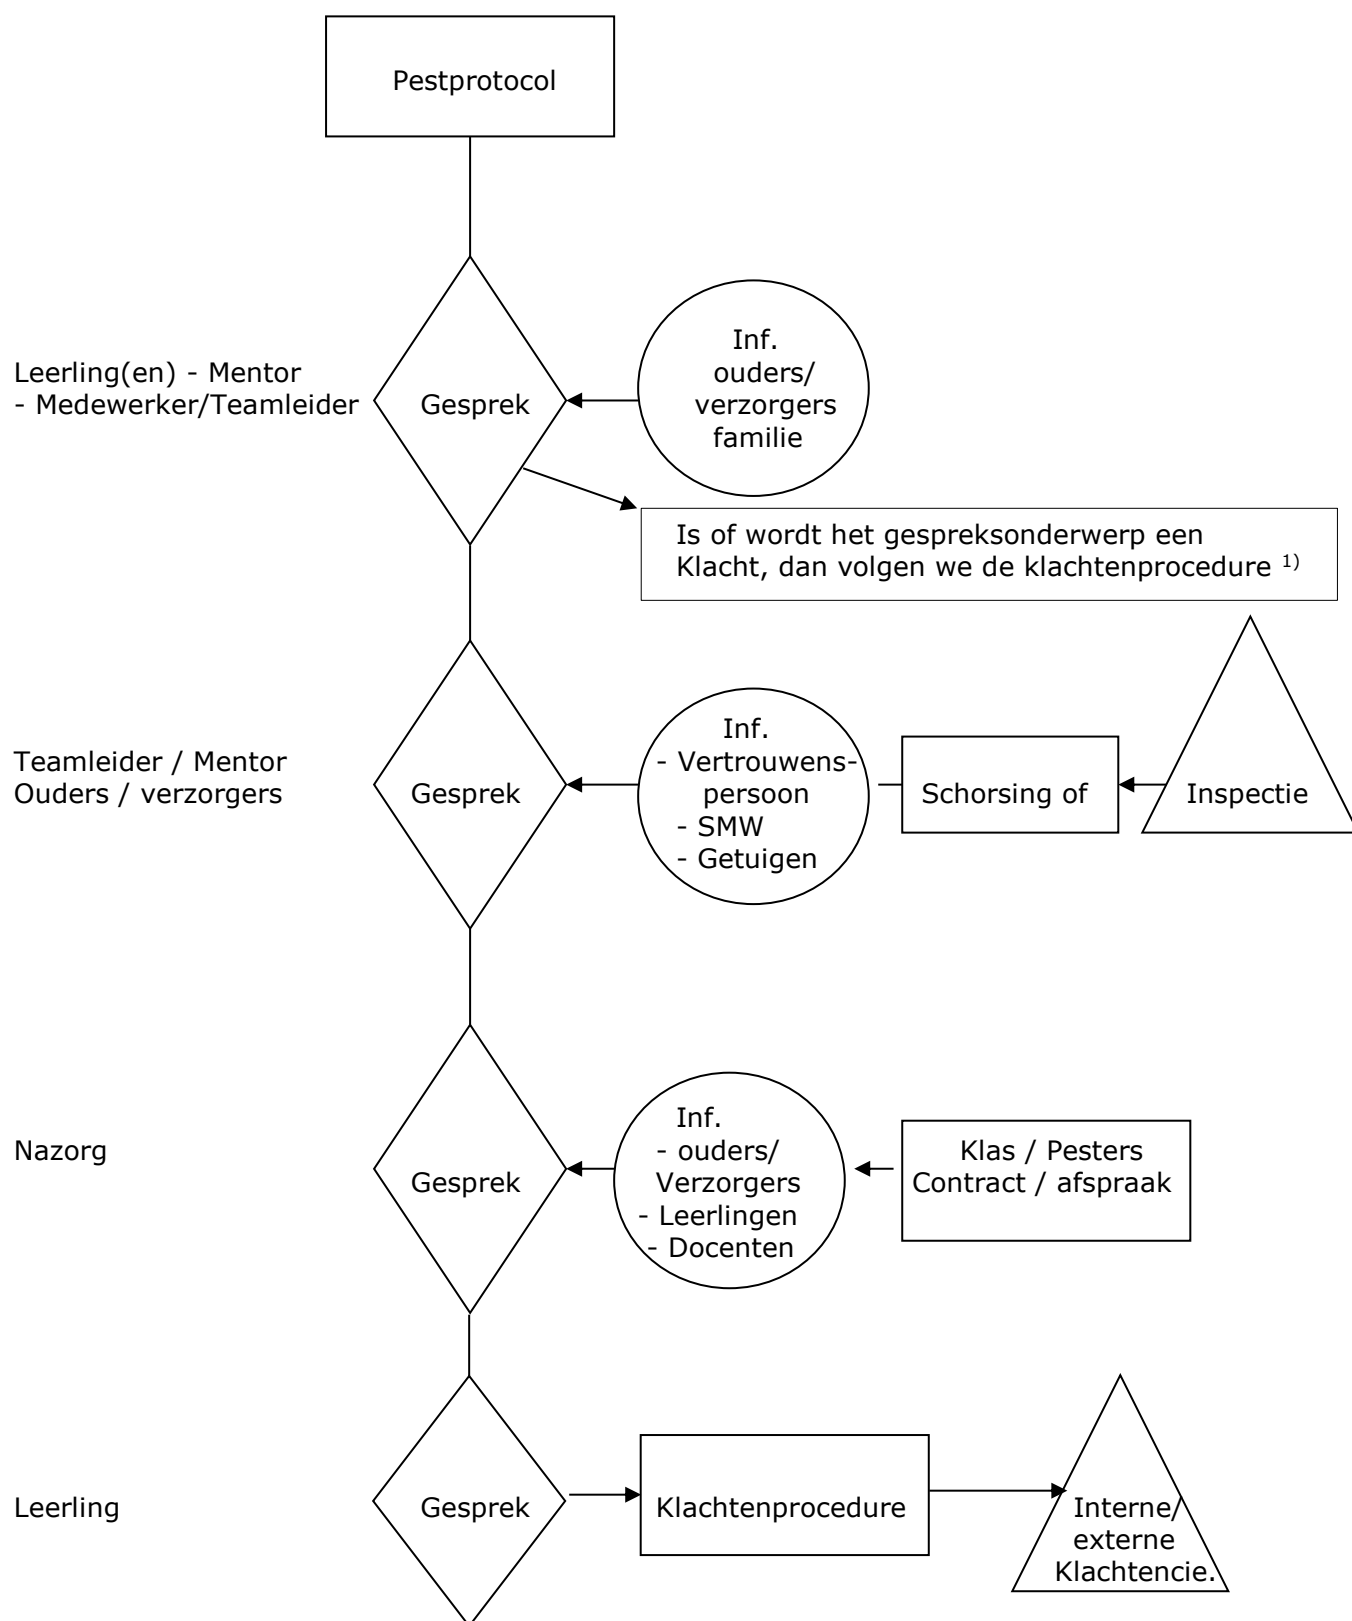 Pestprotocol
Inf.
ouders/
verzorgers
familie
Leerling(en) - Mentor
- Medewerker/Teamleider
Gesprek
Is of wordt het gespreksonderwerp een
Klacht, dan volgen we de klachtenprocedure ¹⁾
Teamleider / Mentor
Ouders / verzorgers
Gesprek
Inf.
- Vertrouwens-
persoon
- SMW
- Getuigen
Schorsing of
Inspectie
Nazorg
Gesprek
Inf.
- ouders/
Verzorgers
- Leerlingen
- Docenten
Klas / Pesters
Contract / afspraak
Leerling
Gesprek
Klachtenprocedure
Interne/
externe
Klachtencie.